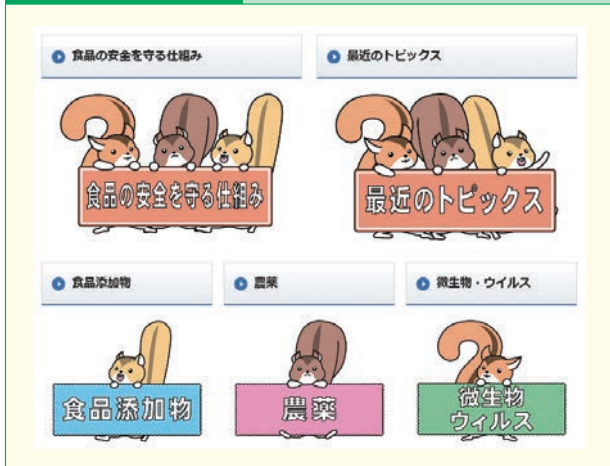 食品の安全を守る仕組み
最近のトピックス
食品の安全を守る仕組み
最近のトピックス
食品添加物
農薬
微生物・ウイルス
食品添加物
農薬
微生物
ウィルス